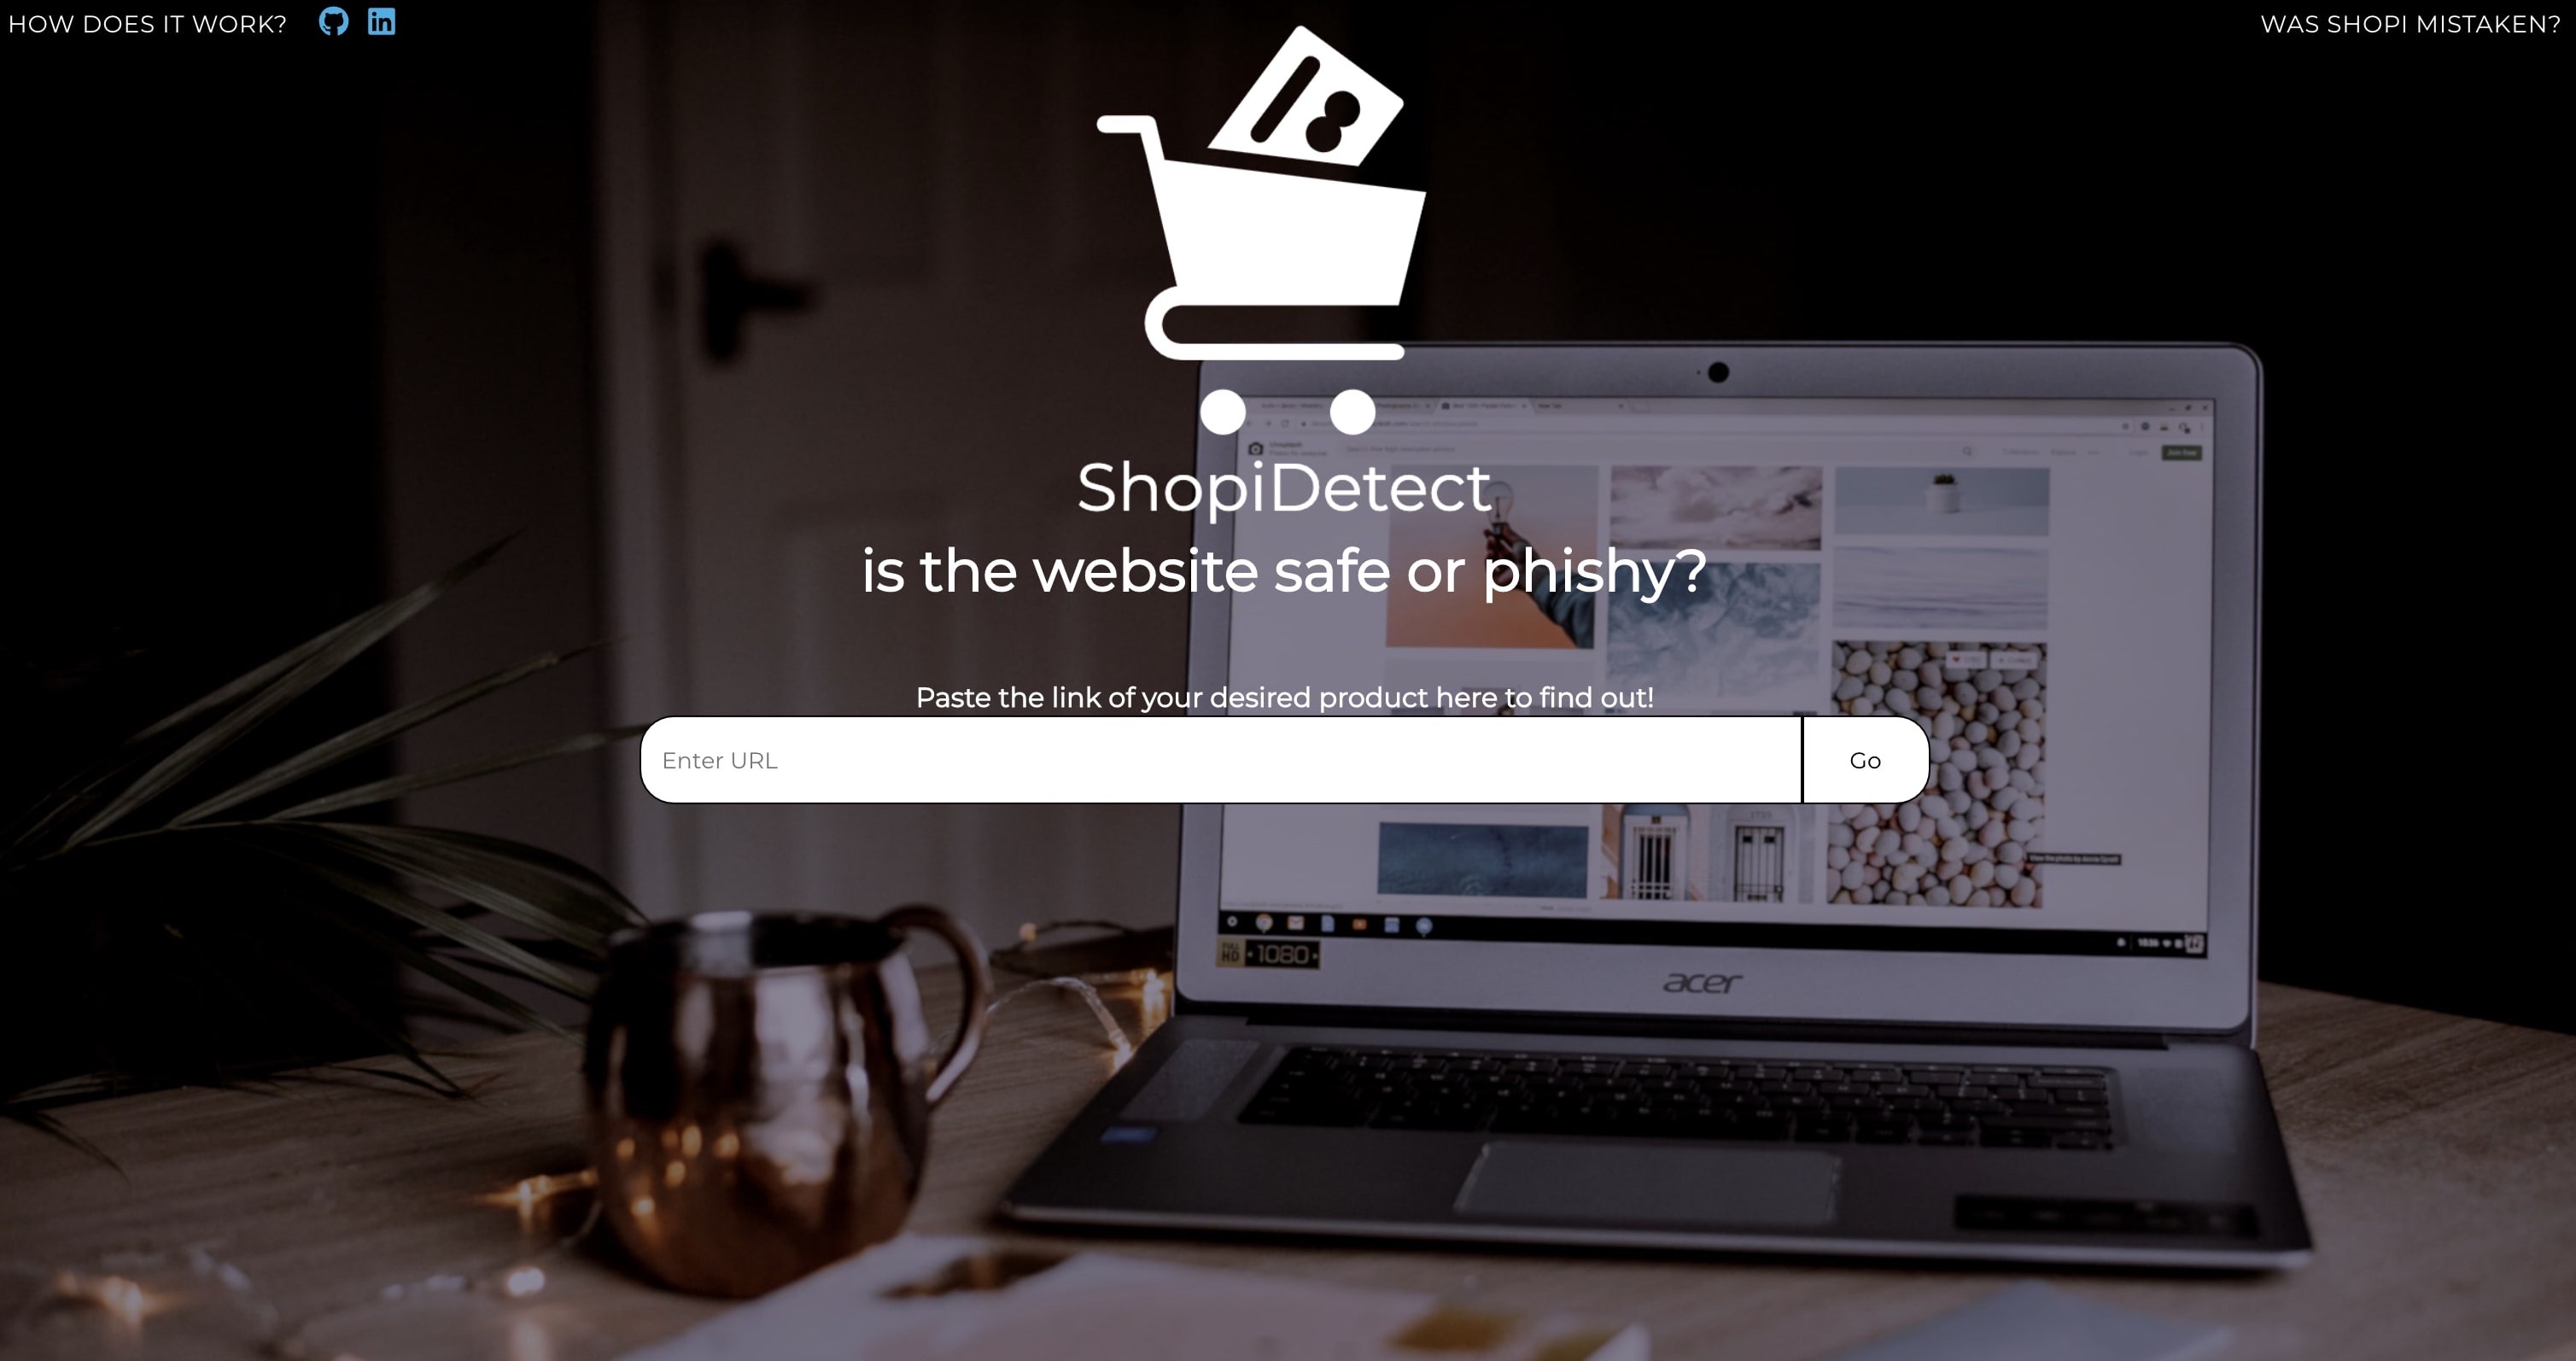 HOW DOES IT WORK?
WAS SHOPI MISTAKEN?
ShopiDetect
is the website safe or phishy?
Paste the link of your desired product here to find out!
Enter URL
Go
FULL HD 1080
acer